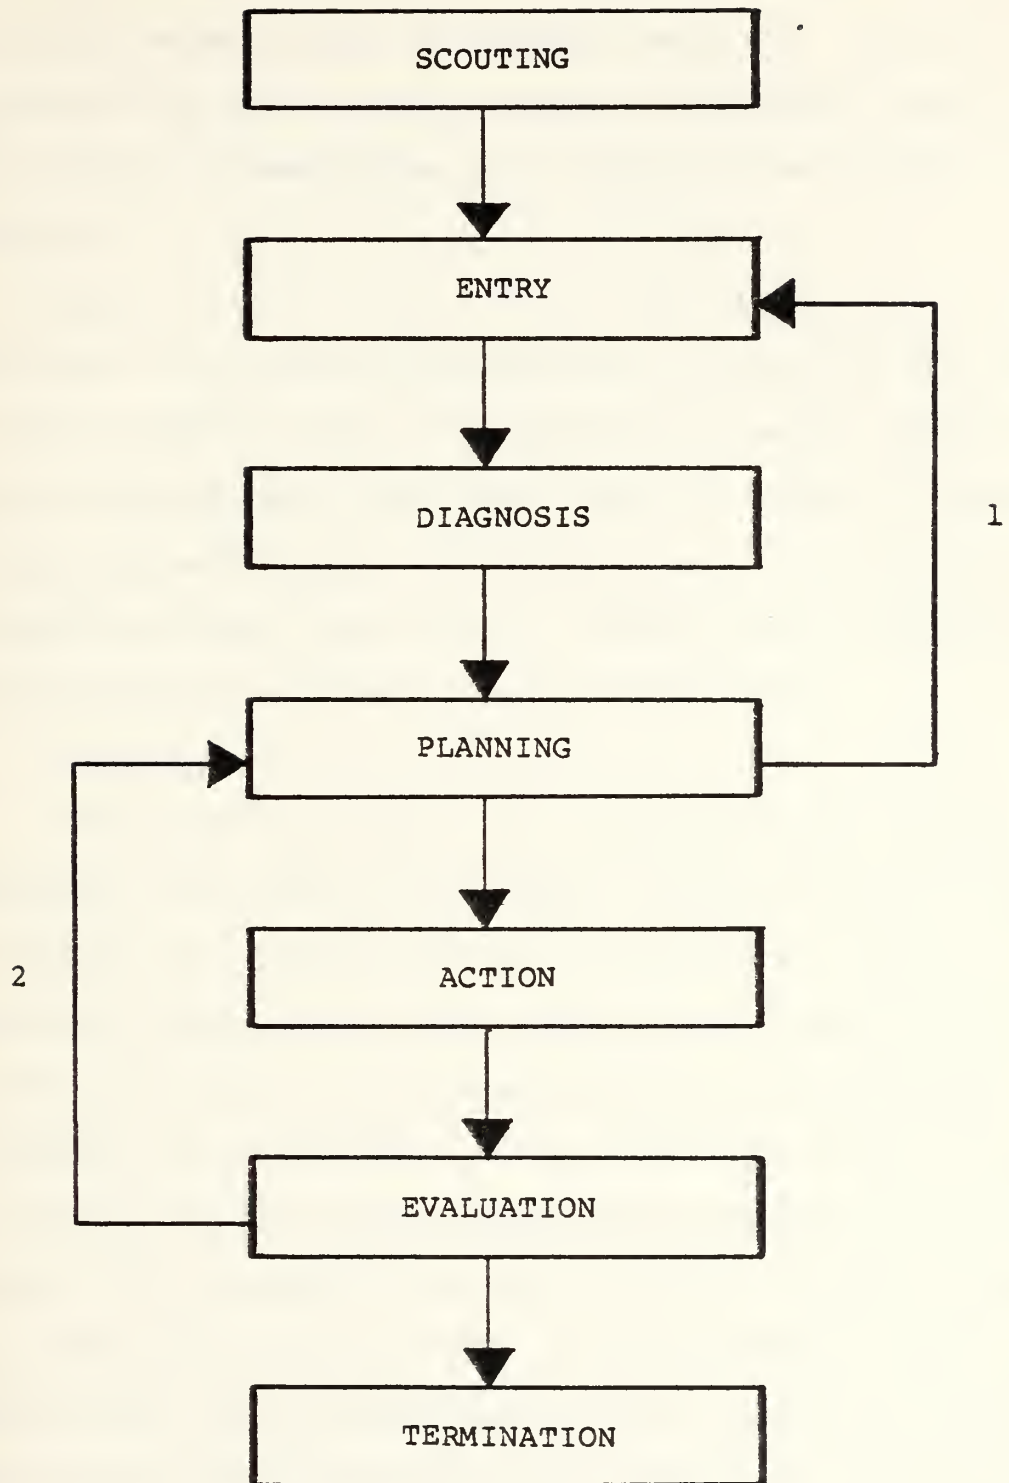 SCOUTING
ENTRY
DIAGNOSIS
1
PLANNING
ACTION
2
EVALUATION
TERMINATION